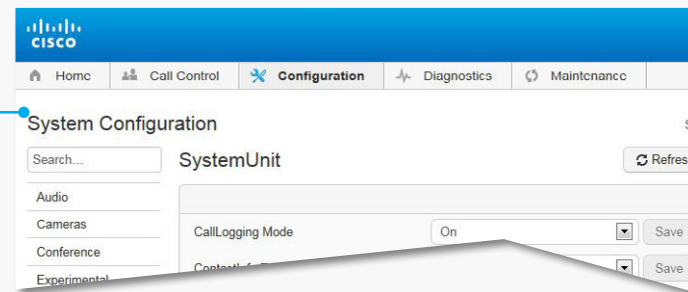 CISCO
Home Call Control Configuration Diagnostics Maintenance
System Configuration
Search... SystemUnit Refres
Audio
Cameras CallLogging Mode On Save
Conference
Save
Experimental